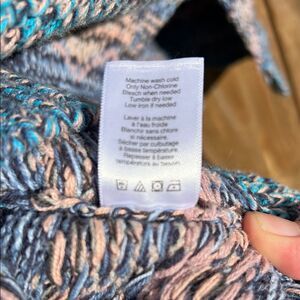 Machine wash cold
Only Non-Chlorine
Bleach when needed
Tumble dry low
Low iron if needed
Laver à la machine
à l'eau froide
Blanchir sans chlore
si nécessaire.
Sécher par culbutage
à basse température.
Repasser à basse
température au besoin